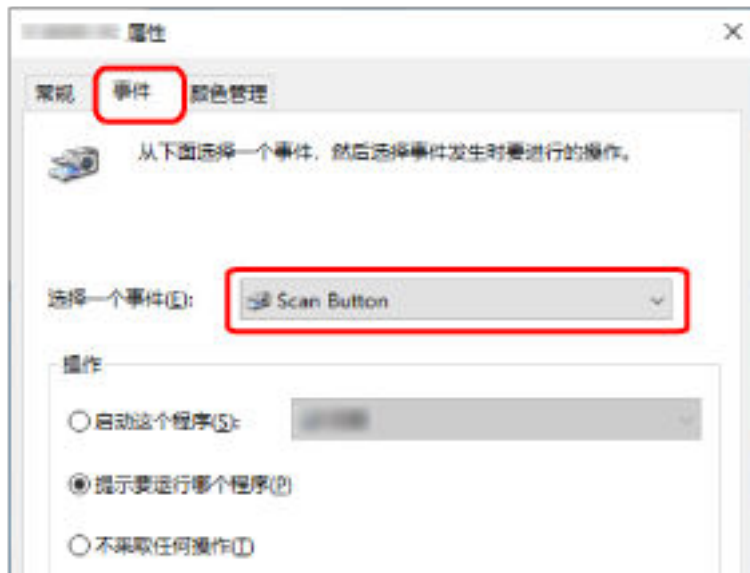 属性
常规 事件 颜色管理
从下面选择一个事件，然后选择事件发生时要进行的操作。
选择一个事件(E): Scan Button
操作
启动这个程序(S):
提示要运行哪个程序(P)
不采取任何操作(T)